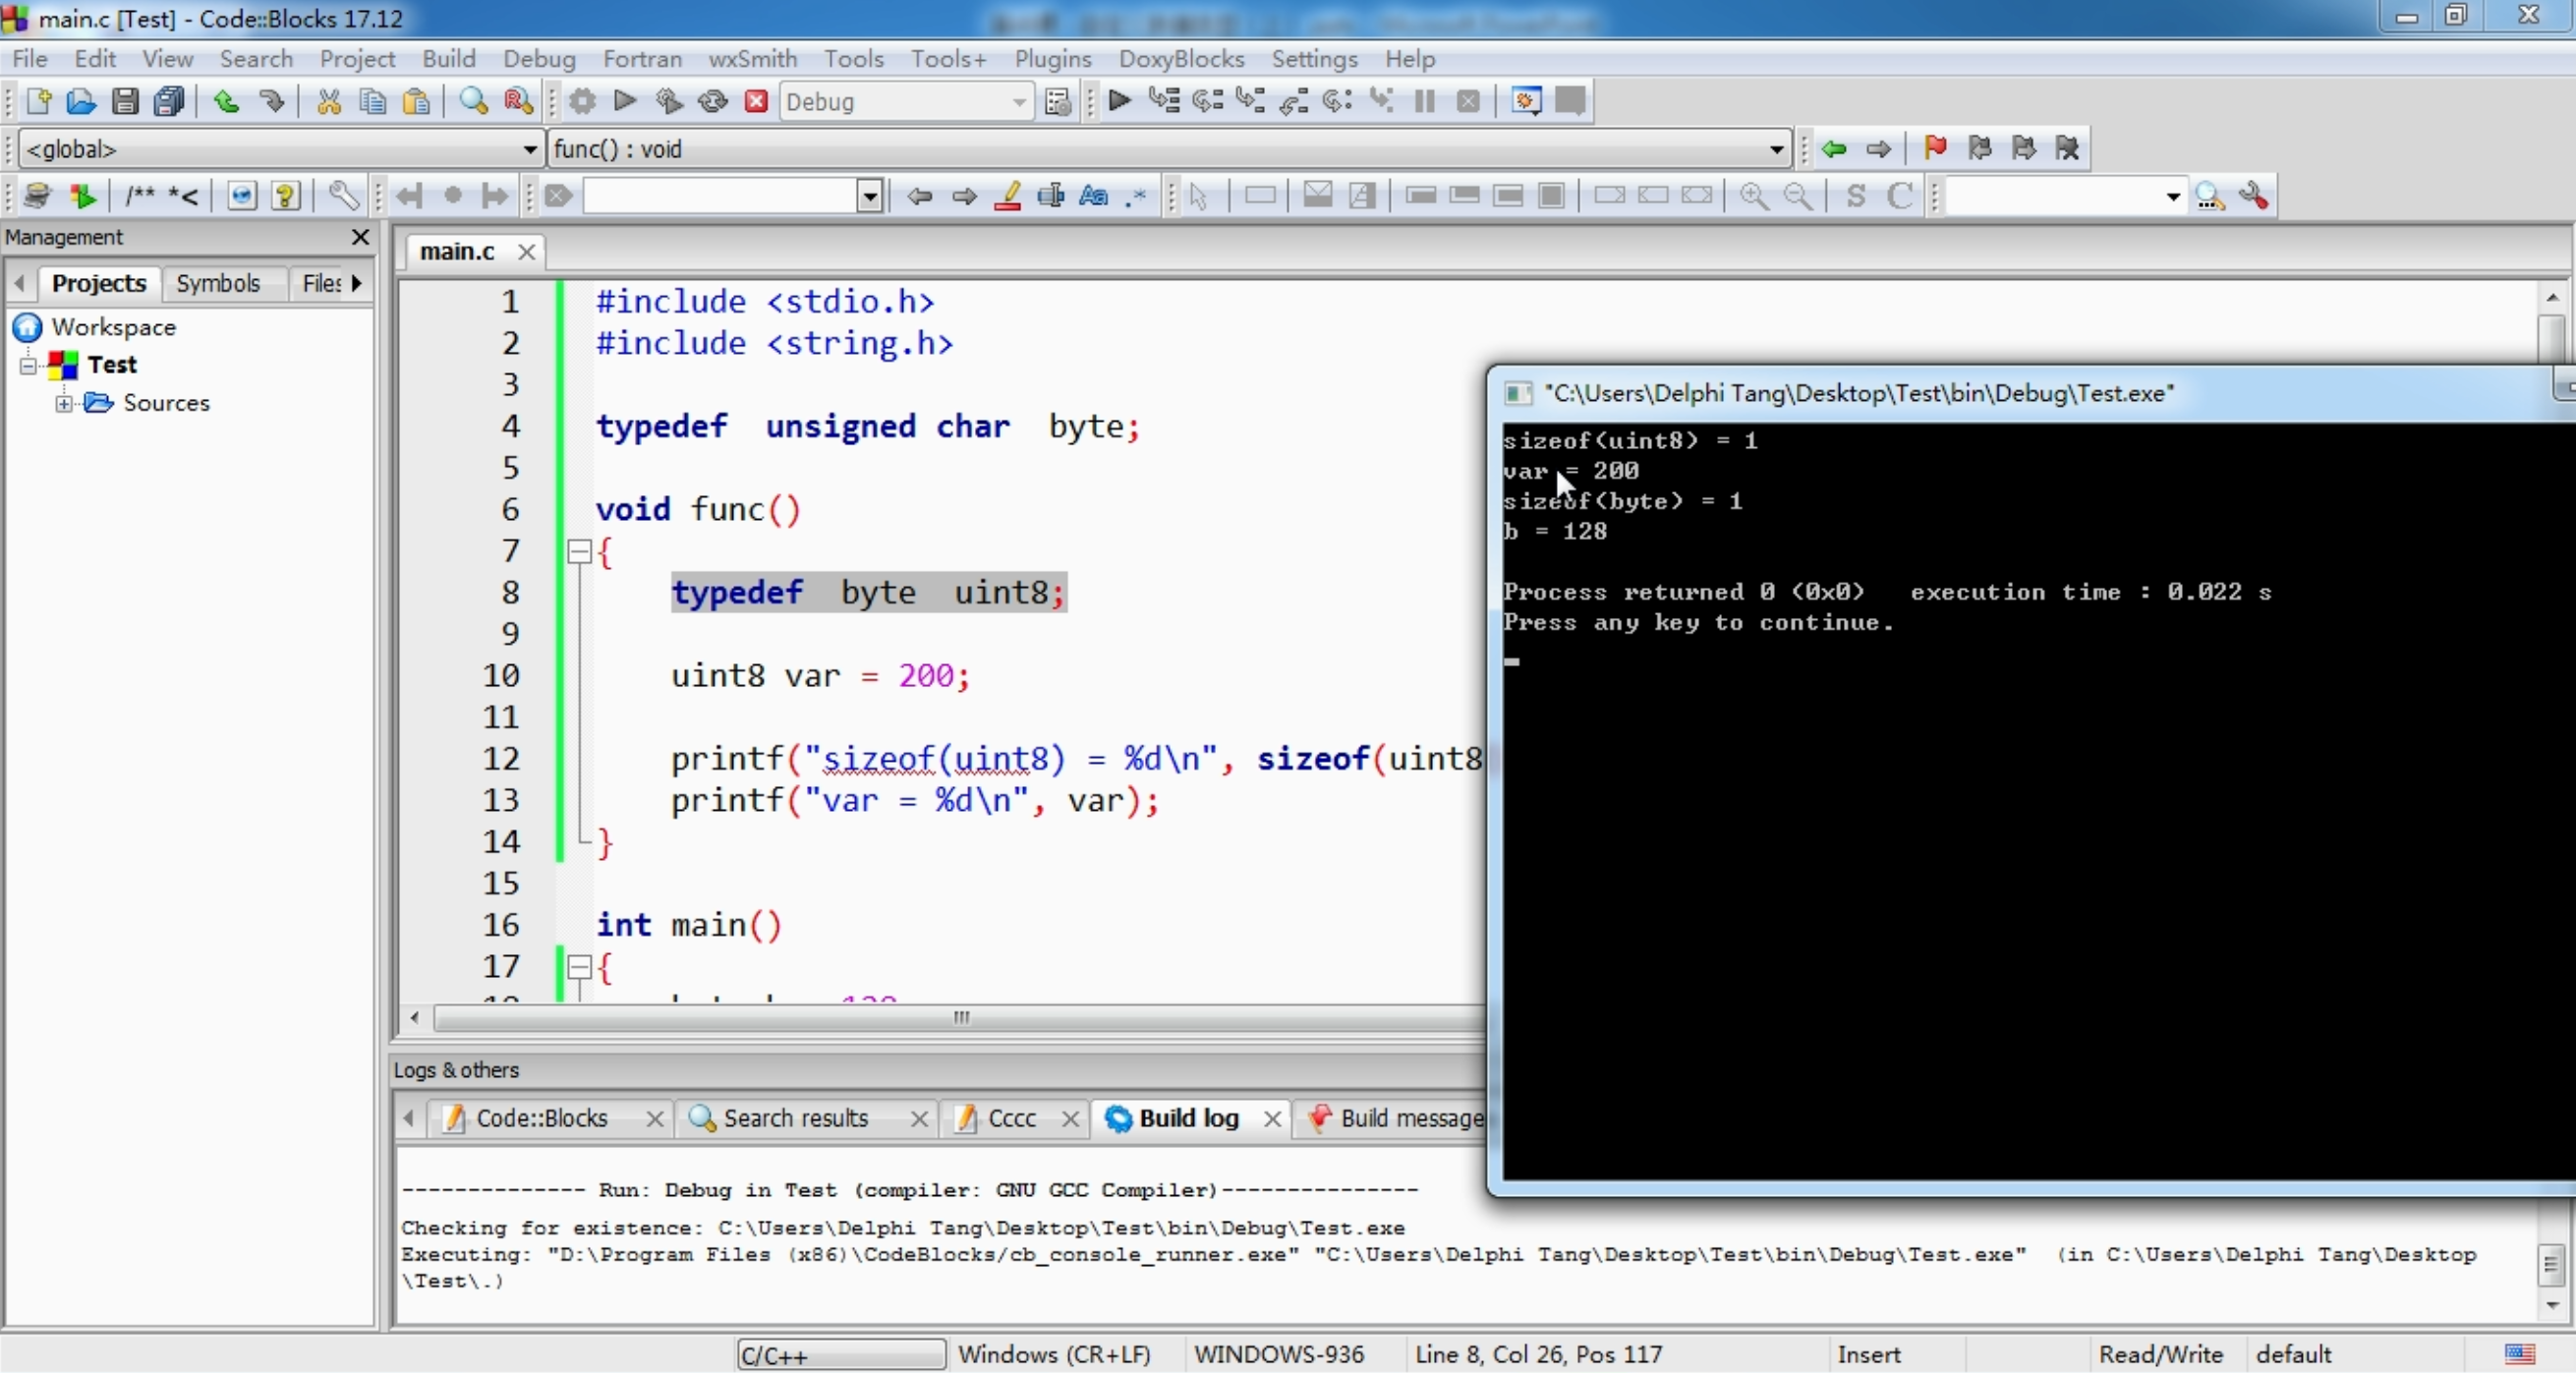 main.c [Test] - Code::Blocks 17.12
File Edit View Search Project Build Debug Fortran wxSmith Tools Tools+ Plugins DoxyBlocks Settings Help
Debug
<global> func() : void
/** *<
Aa .* S C
Management
main.c
Projects Symbols Files
Workspace
Test
Sources
1 #include <stdio.h>
2 #include <string.h>
3
4 typedef  unsigned char  byte;
5
6 void func()
7 {
8     typedef  byte  uint8;
9
10     uint8 var = 200;
11
12     printf("sizeof(uint8) = %d\n", sizeof(uint8
13     printf("var = %d\n", var);
14 }
15
16 int main()
17 {
"C:\Users\Delphi Tang\Desktop\Test\bin\Debug\Test.exe"
sizeof(uint8) = 1
var = 200
sizeof(byte) = 1
b = 128
Process returned 0 (0x0)   execution time : 0.022 s
Press any key to continue.
Logs & others
Code::Blocks Search results Cccc Build log Build message
-------------- Run: Debug in Test (compiler: GNU GCC Compiler)---------------
Checking for existence: C:\Users\Delphi Tang\Desktop\Test\bin\Debug\Test.exe
Executing: "D:\Program Files (x86)\CodeBlocks/cb_console_runner.exe" "C:\Users\Delphi Tang\Desktop\Test\bin\Debug\Test.exe"  (in C:\Users\Delphi Tang\Desktop
\Test\.)
C/C++ Windows (CR+LF) WINDOWS-936 Line 8, Col 26, Pos 117 Insert Read/Write default